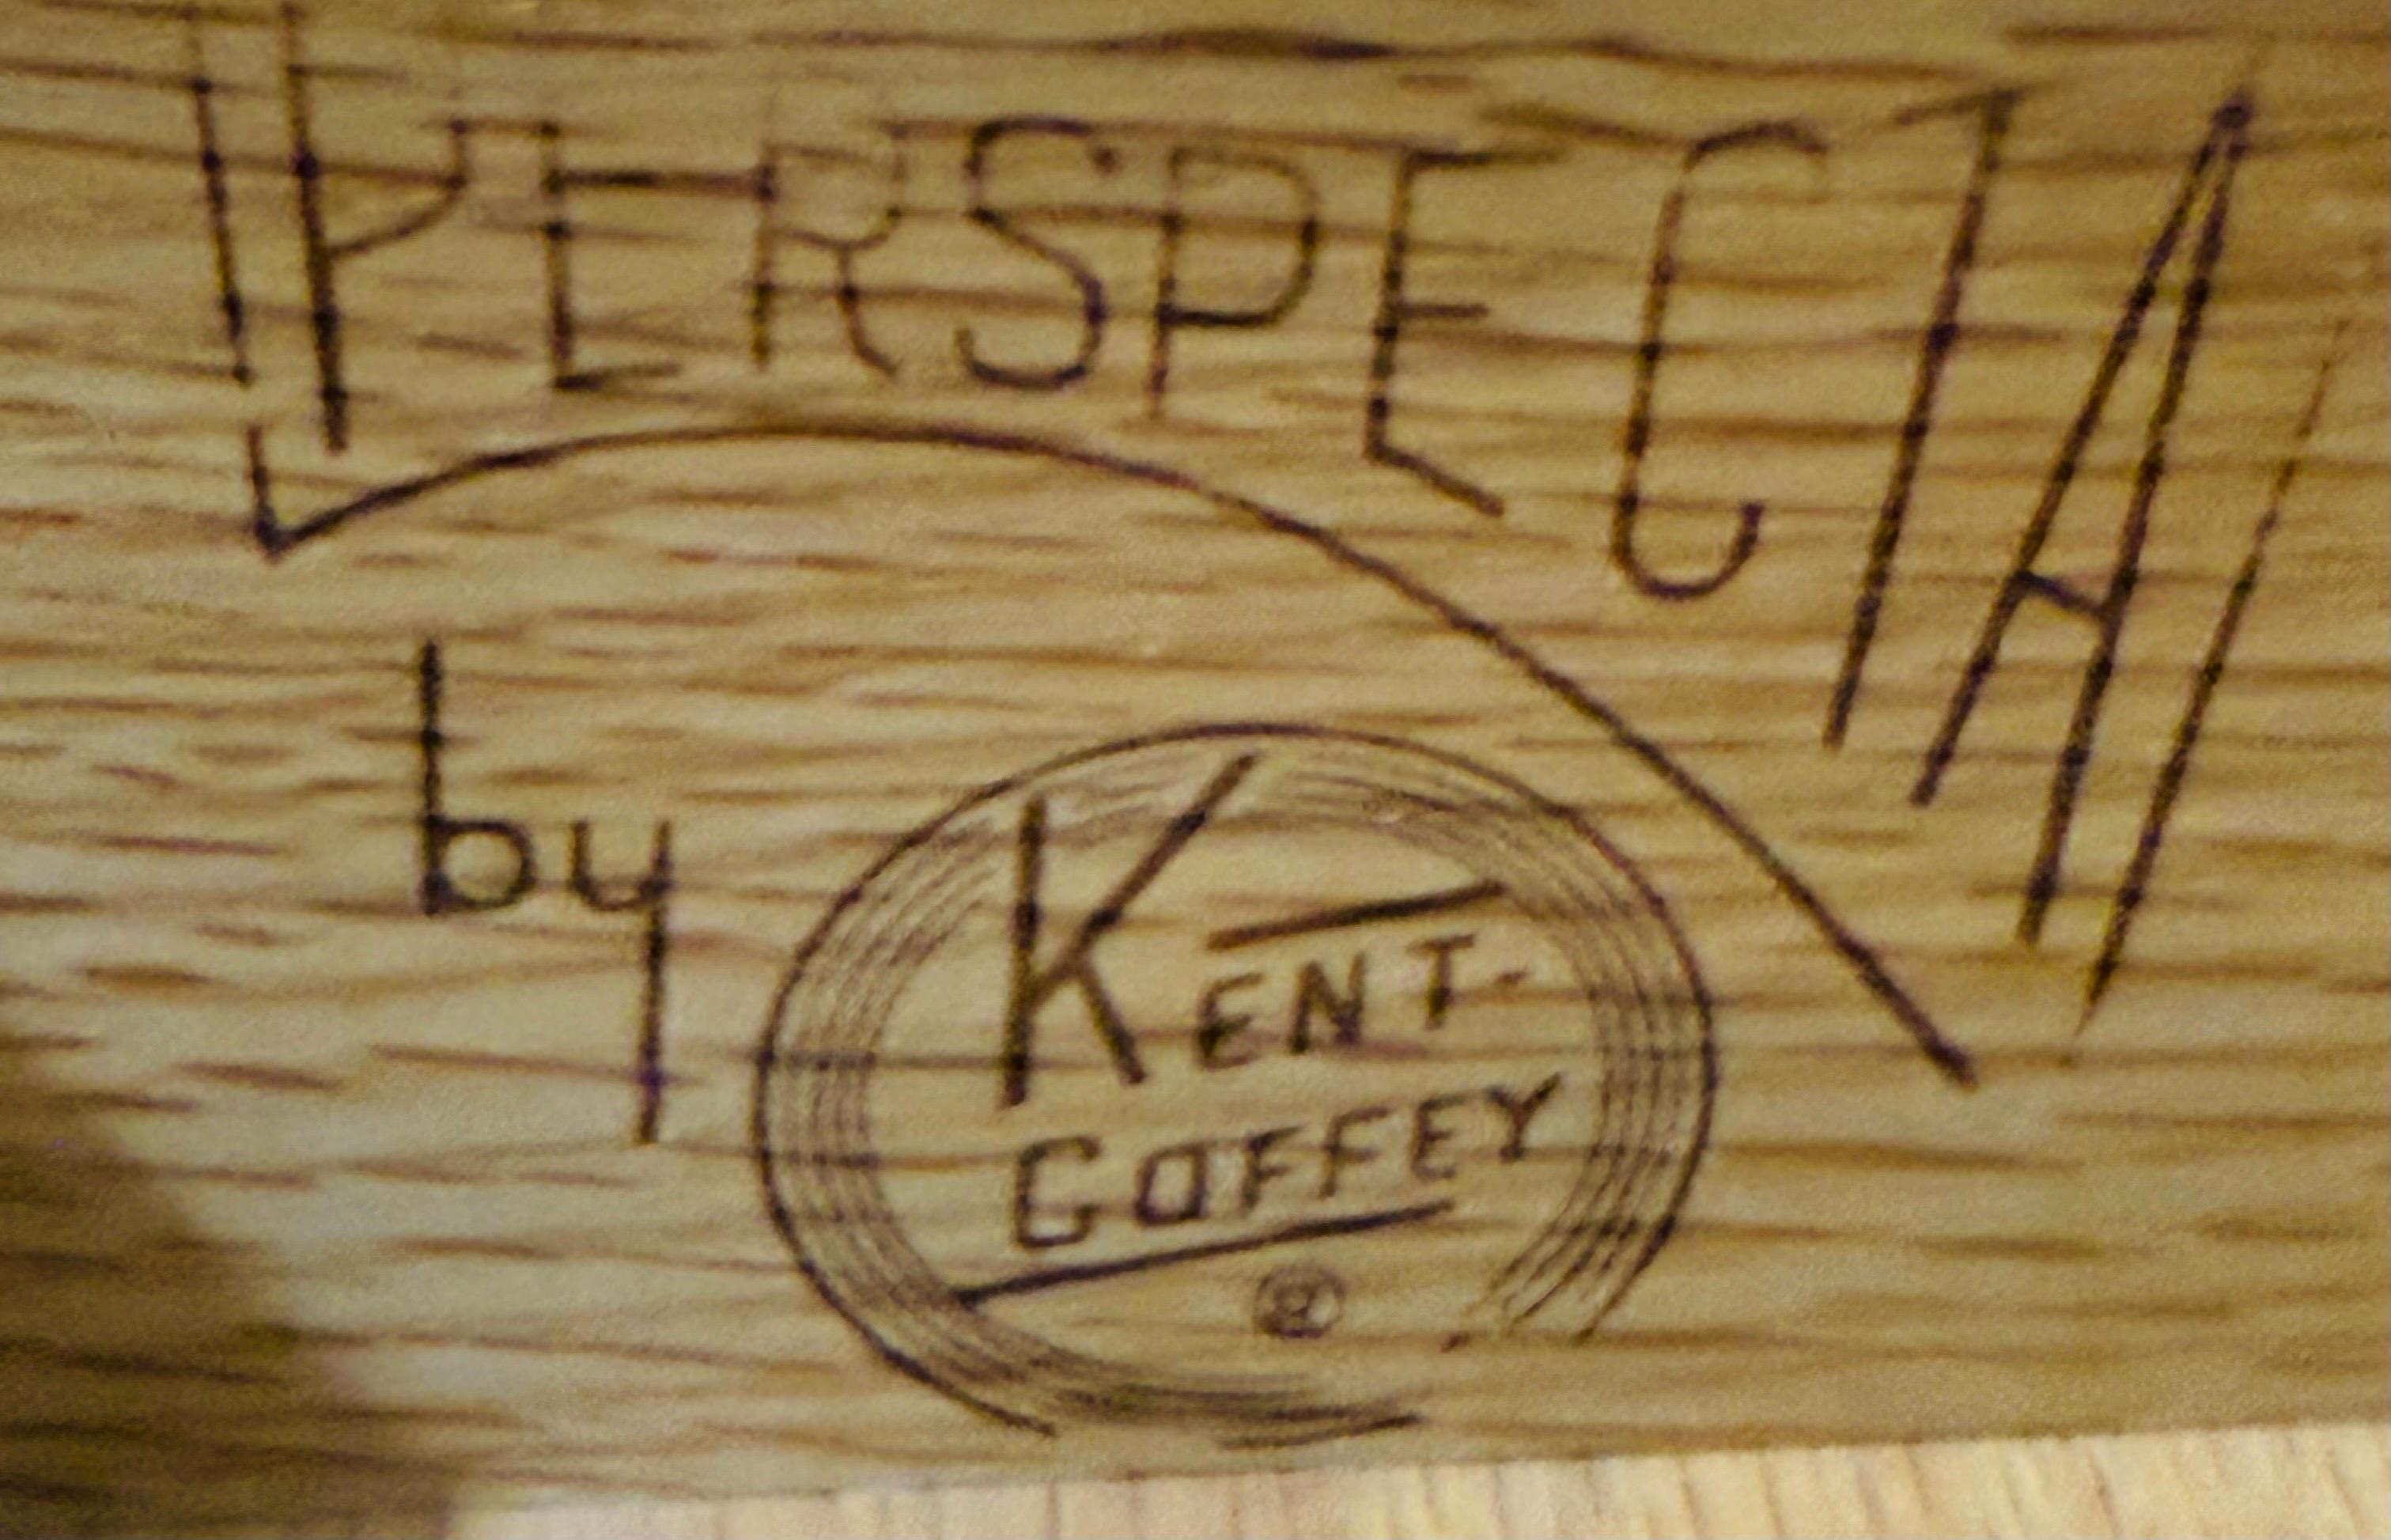 PERSPECTA
by
KENT-
COFFEY
®